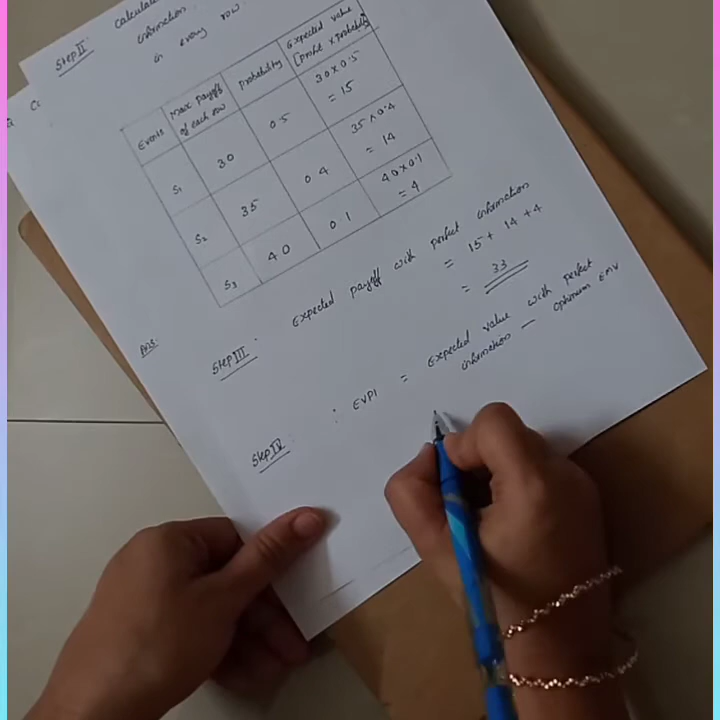 Step II
calculate
information
in every row.
Events
Max payoff
of each row
probability
Expected value
[profit x probability]
S1
30
0.5
30 x 0.5
= 15
S2
35
0.4
35 x 0.4
= 14
S3
40
0.1
40 x 0.1
= 4
Ans:
Step III : Expected payoff with perfect information
= 15 + 14 + 4
= 33
Step IV : EVPI = Expected value with perfect
information - optimum EMV